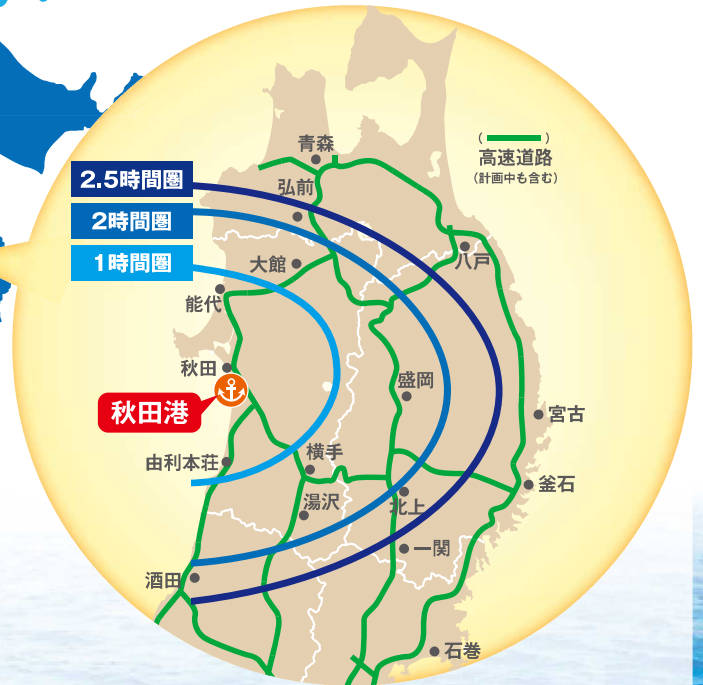 青森
( )
高速道路
(計画中も含む)
2.5時間圏
弘前
2時間圏
1時間圏
大館
八戸
能代
秋田
盛岡
秋田港
宮古
横手
由利本荘
釜石
湯沢
北上
一関
酒田
石巻